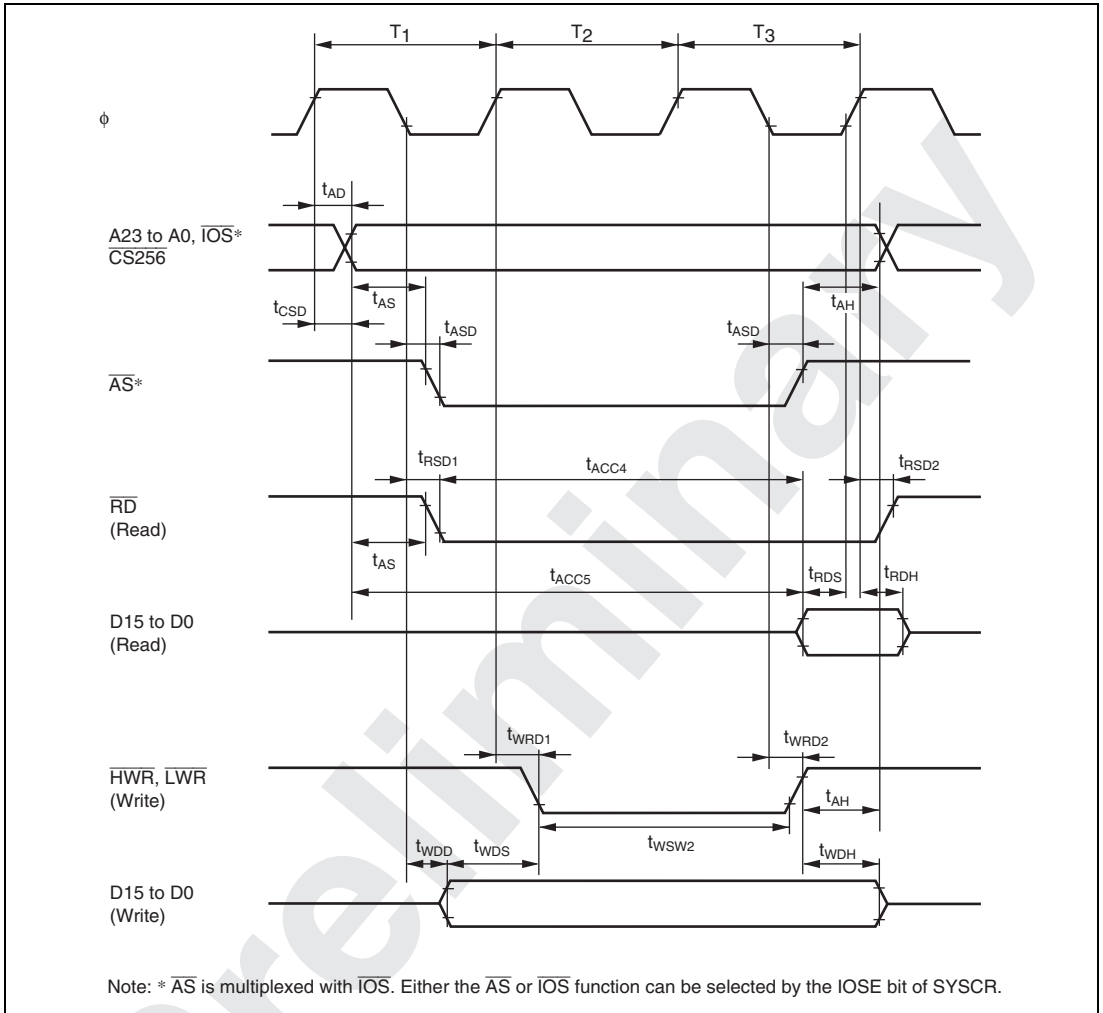 T1 T2 T3
φ
tAD
A23 to A0, IOS*
CS256
tCSD tAS tAH
tASD tASD
AS*
tRSD1 tACC4 tRSD2
RD
(Read)
tAS
tACC5 tRDS tRDH
D15 to D0
(Read)
tWRD1 tWRD2
HWR, LWR
(Write)
tAH
tWSW2
tWDD tWDS tWDH
D15 to D0
(Write)
Note: * AS is multiplexed with IOS. Either the AS or IOS function can be selected by the IOSE bit of SYSCR.
reliminary